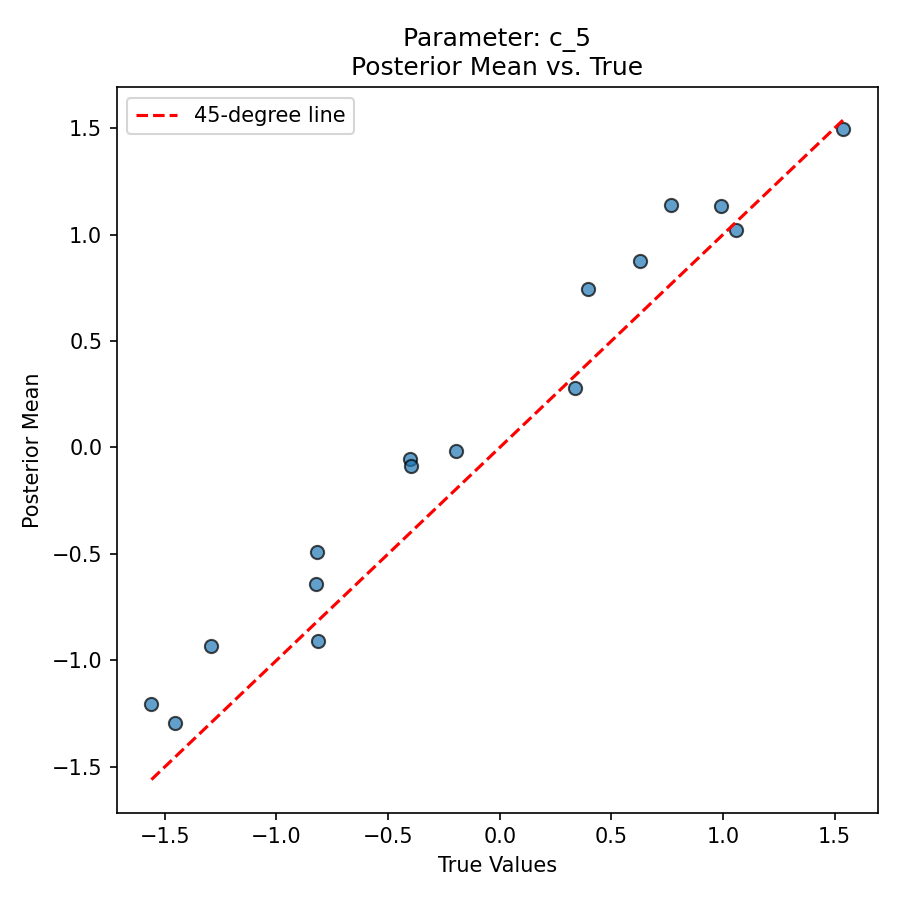 Parameter: c_5
Posterior Mean vs. True
45-degree line
1.5
1.0
0.5
0.0
−0.5
−1.0
−1.5
Posterior Mean
−1.5 −1.0 −0.5 0.0 0.5 1.0 1.5
True Values